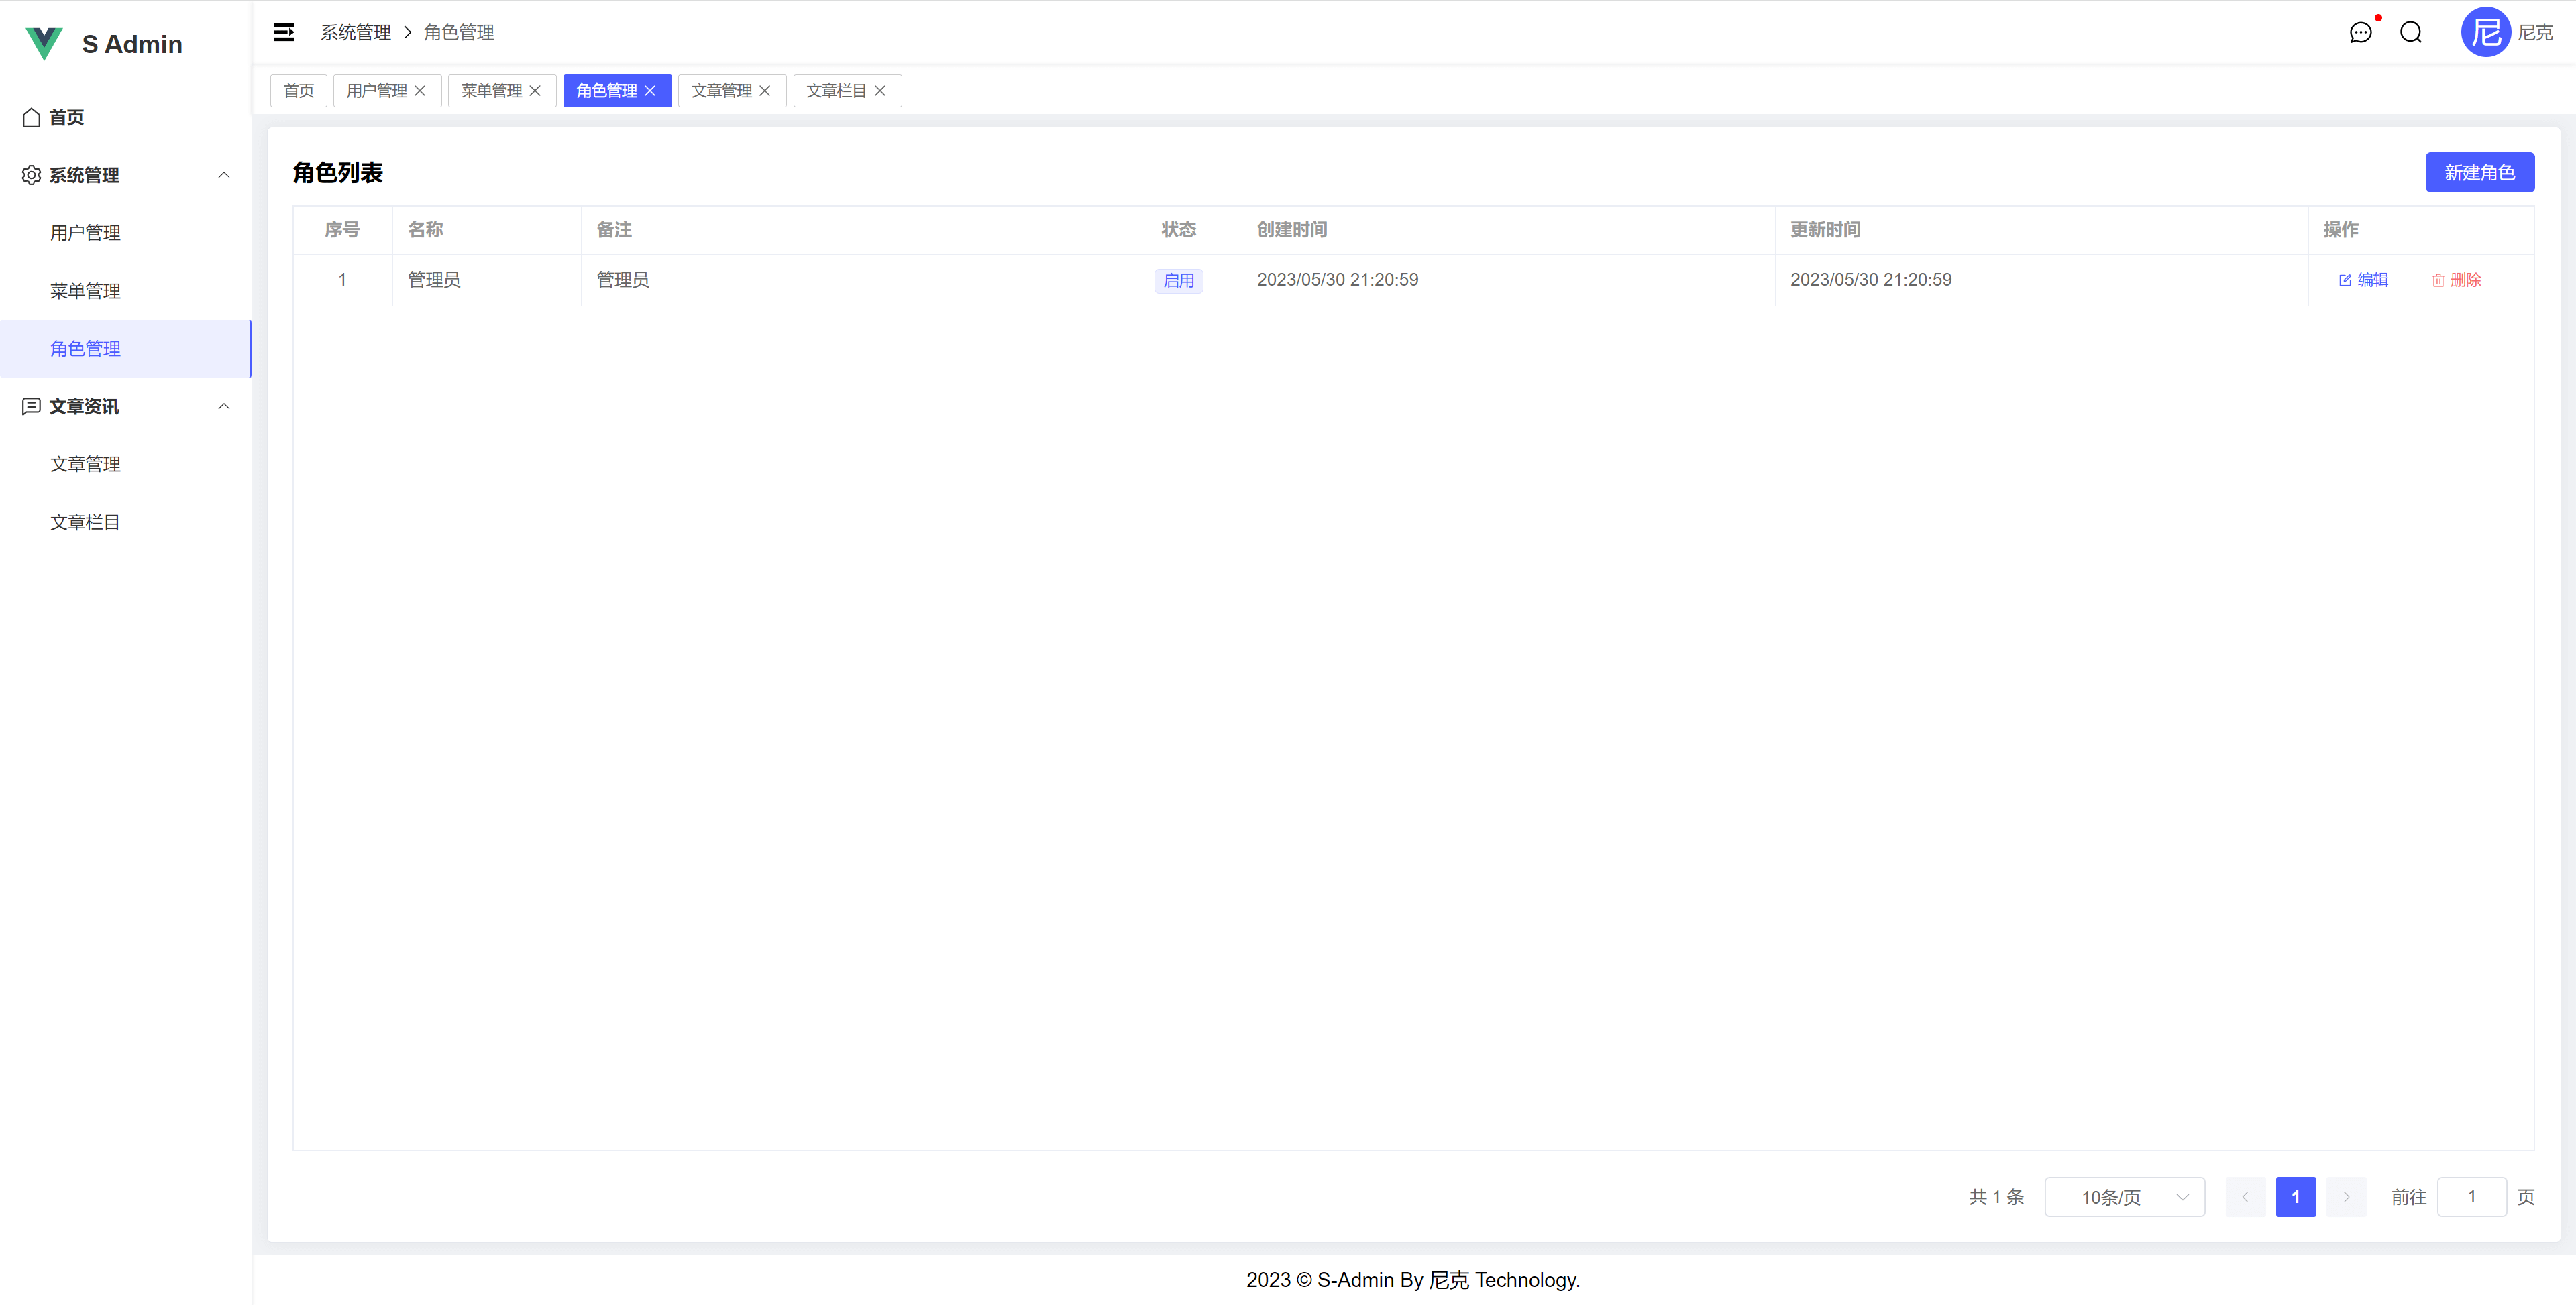 S Admin
系统管理 > 角色管理
尼 尼克
首页 用户管理 菜单管理 角色管理 文章管理 文章栏目
首页
系统管理
用户管理
菜单管理
角色管理
文章资讯
文章管理
文章栏目
角色列表
新建角色
序号 名称 备注 状态 创建时间 更新时间 操作
1 管理员 管理员 启用 2023/05/30 21:20:59 2023/05/30 21:20:59 编辑 删除
共 1 条 10条/页 1 前往 1 页
2023 © S-Admin By 尼克 Technology.